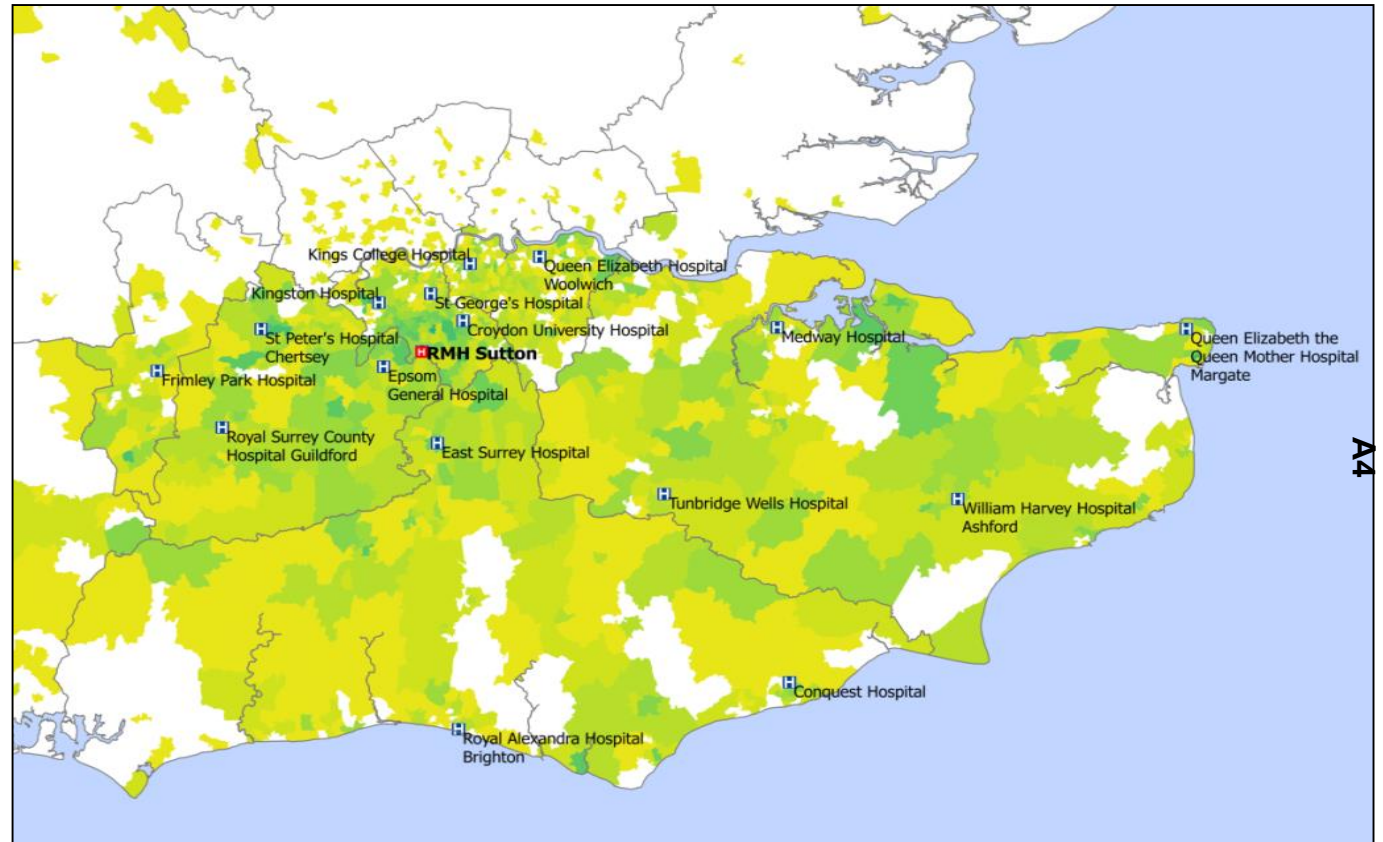 Kings College Hospital
Queen Elizabeth Hospital
Woolwich
Kingston Hospital
St George's Hospital
St Peter's Hospital
Chertsey
Croydon University Hospital
Medway Hospital
Queen Elizabeth the
Queen Mother Hospital
Margate
RMH Sutton
Frimley Park Hospital
Epsom
General Hospital
Royal Surrey County
Hospital Guildford
East Surrey Hospital
A4
Tunbridge Wells Hospital
William Harvey Hospital
Ashford
Conquest Hospital
Royal Alexandra Hospital
Brighton